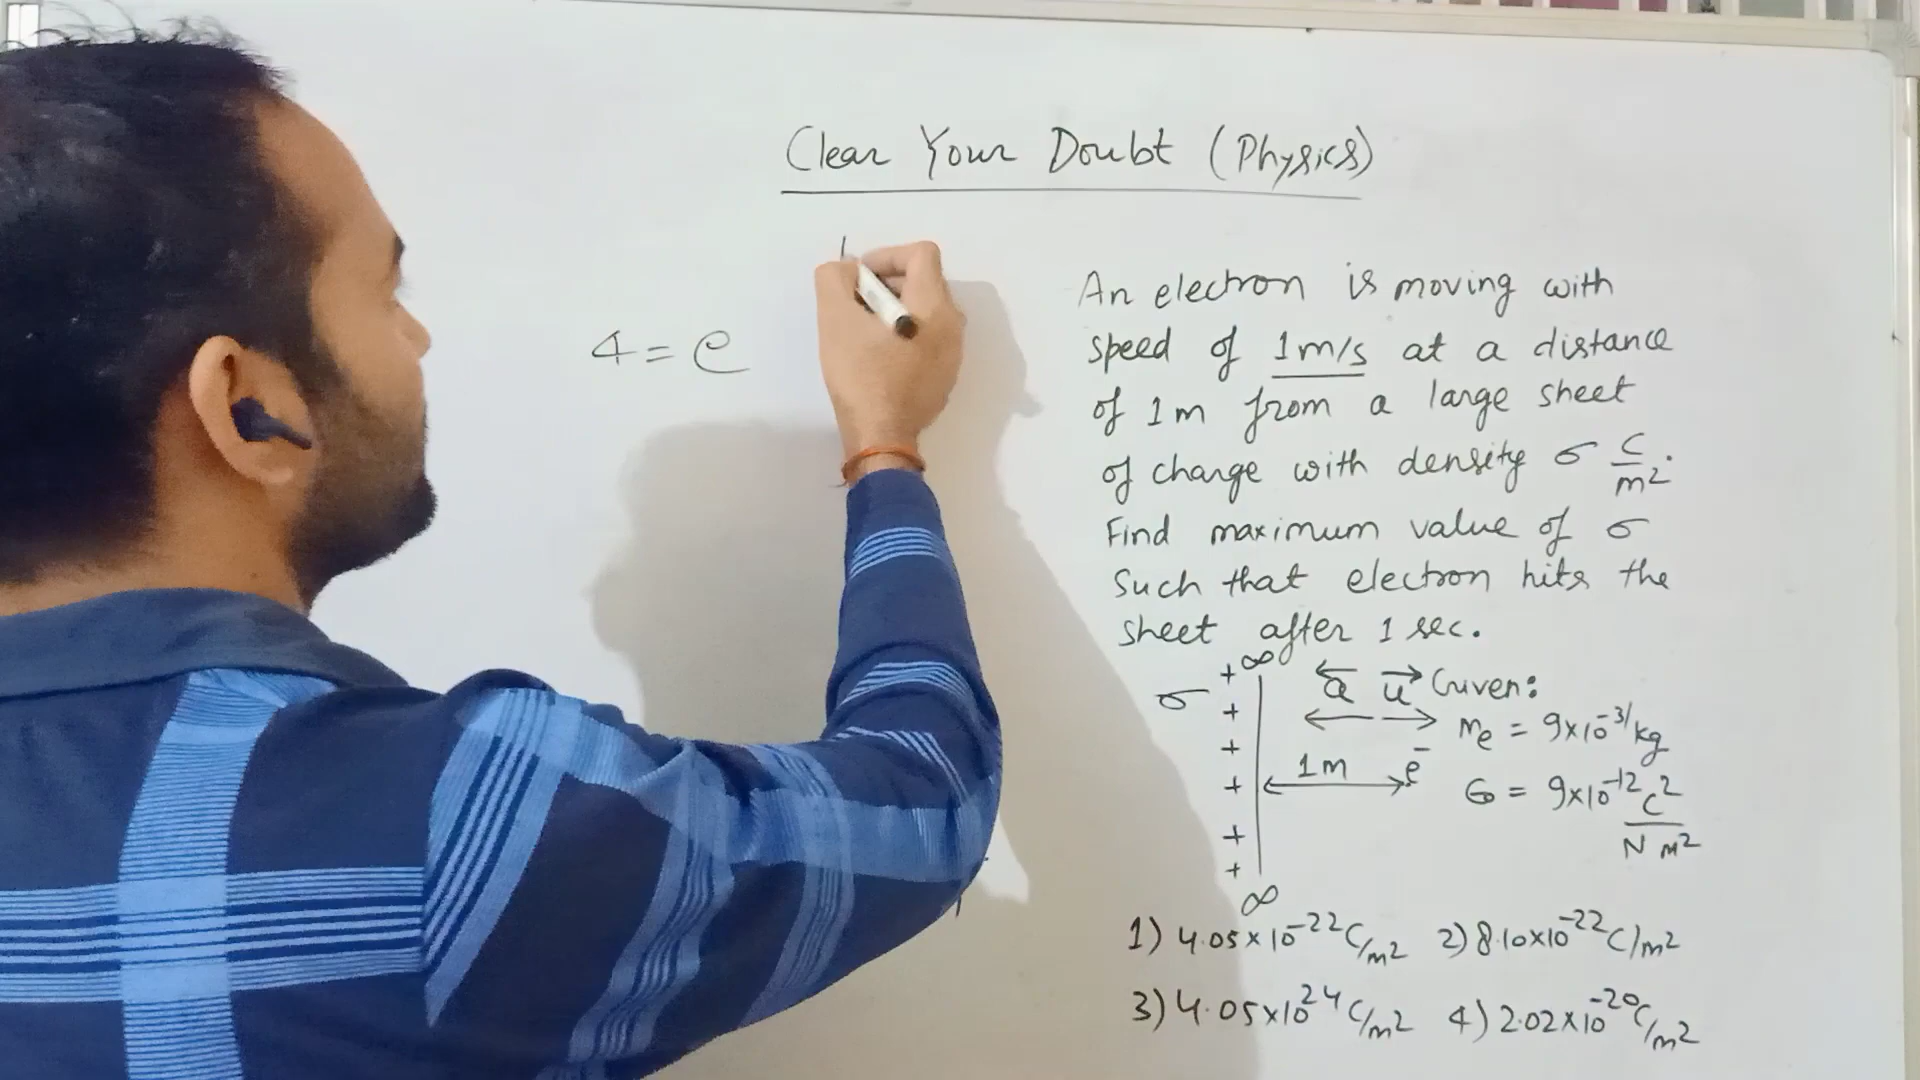 Clear Your Doubt (Physics)
4 = e
An electron is moving with
speed of 1m/s at a distance
of 1m from a large sheet
of charge with density σ C/m².
Find maximum value of σ
Such that electron hits the
sheet after 1 sec.
∞
σ + + + + + +
a⃖ u⃗ Given:
me = 9×10⁻³¹kg
1m e⁻
ϵ₀ = 9×10⁻¹² C²/N m²
∞
1) 4.05×10⁻²² C/m² 2) 8.10×10⁻²² C/m²
3) 4.05×10²⁴ C/m² 4) 2.02×10⁻²⁰ C/m²